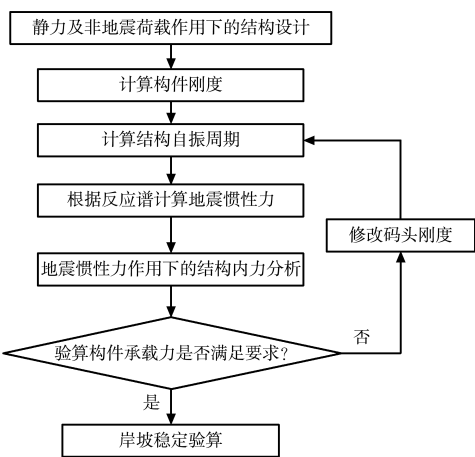 静力及非地震荷载作用下的结构设计
计算构件刚度
计算结构自振周期
根据反应谱计算地震惯性力
修改码头刚度
地震惯性力作用下的结构内力分析
否
验算构件承载力是否满足要求?
是
岸坡稳定验算